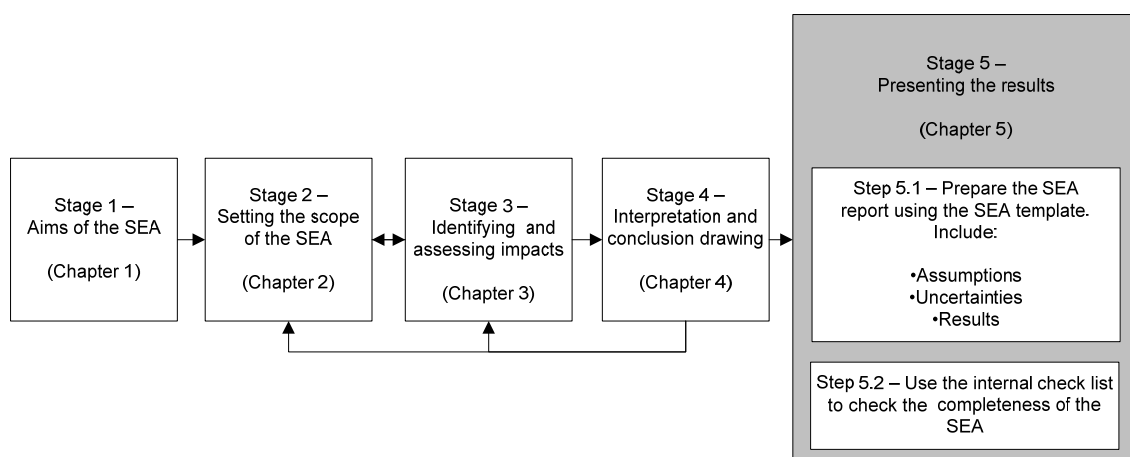 Stage 1 –
Aims of the SEA
(Chapter 1)
Stage 2 –
Setting the scope
of the SEA
(Chapter 2)
Stage 3 –
Identifying and
assessing impacts
(Chapter 3)
Stage 4 –
Interpretation and
conclusion drawing
(Chapter 4)
Stage 5 –
Presenting the results
(Chapter 5)
Step 5.1 – Prepare the SEA
report using the SEA template.
Include:
•Assumptions
•Uncertainties
•Results
Step 5.2 – Use the internal check list
to check the completeness of the
SEA